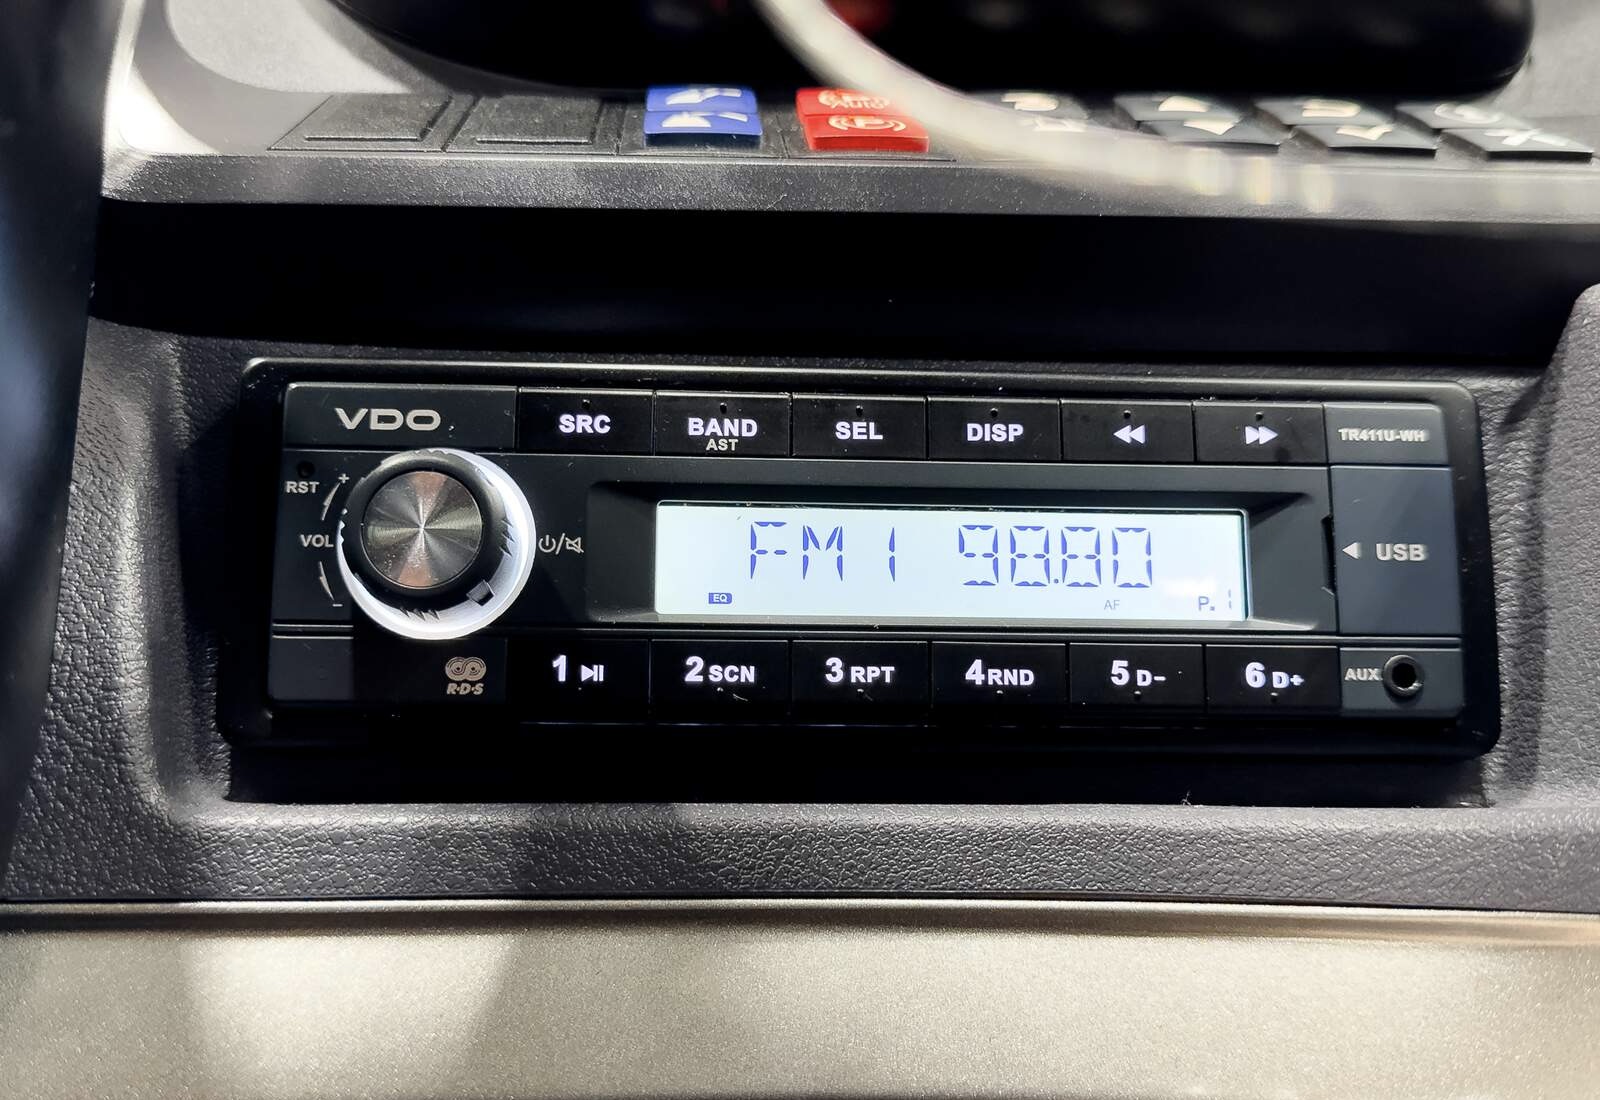 AUTO
P
VDO
SRC
BAND
AST
SEL
DISP
TR411U-WH
RST
+
VOL
-
FM1 98.80
EQ
AF
P.1
USB
R·D·S
1
2 SCN
3 RPT
4 RND
5 D-
6 D+
AUX